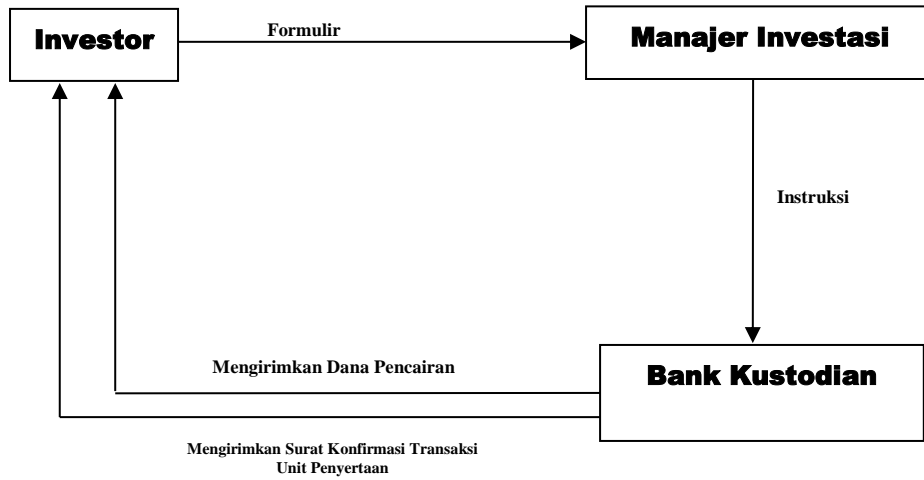 Investor
Formulir
Manajer Investasi
Instruksi
Mengirimkan Dana Pencairan
Bank Kustodian
Mengirimkan Surat Konfirmasi Transaksi
Unit Penyertaan